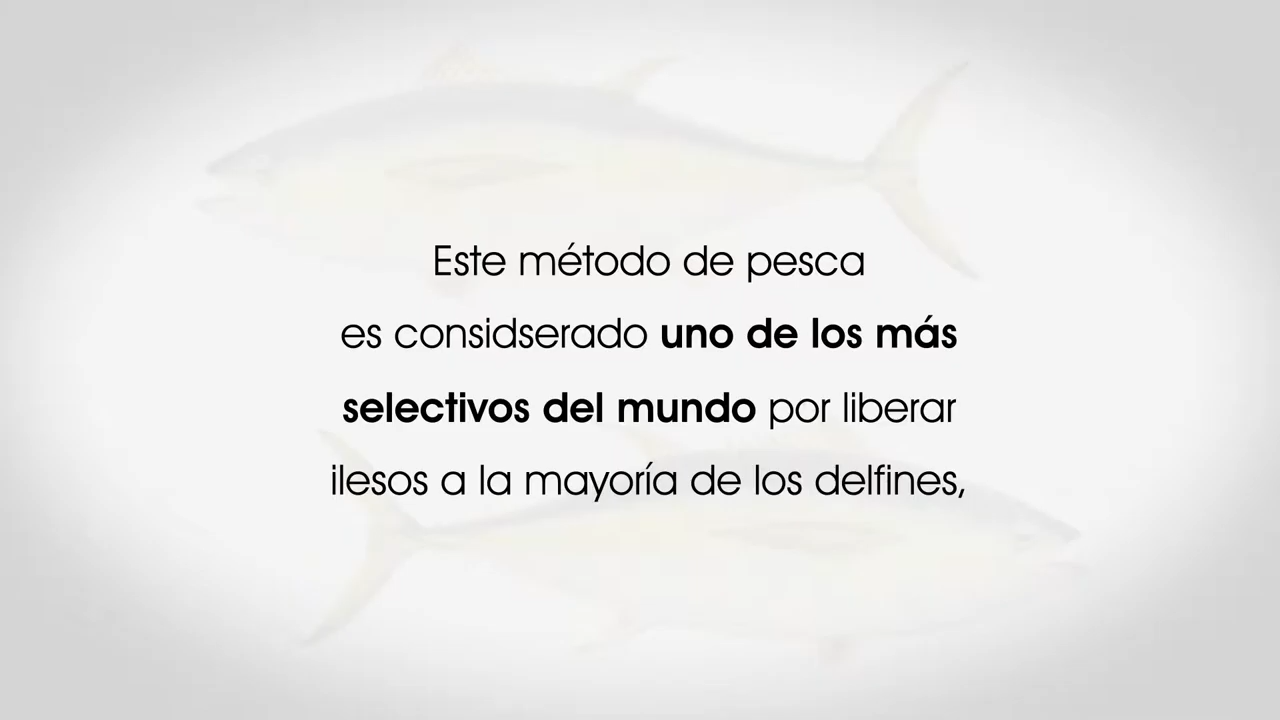 Este método de pesca
es considserado uno de los más
selectivos del mundo por liberar
ilesos a la mayoría de los delfines,